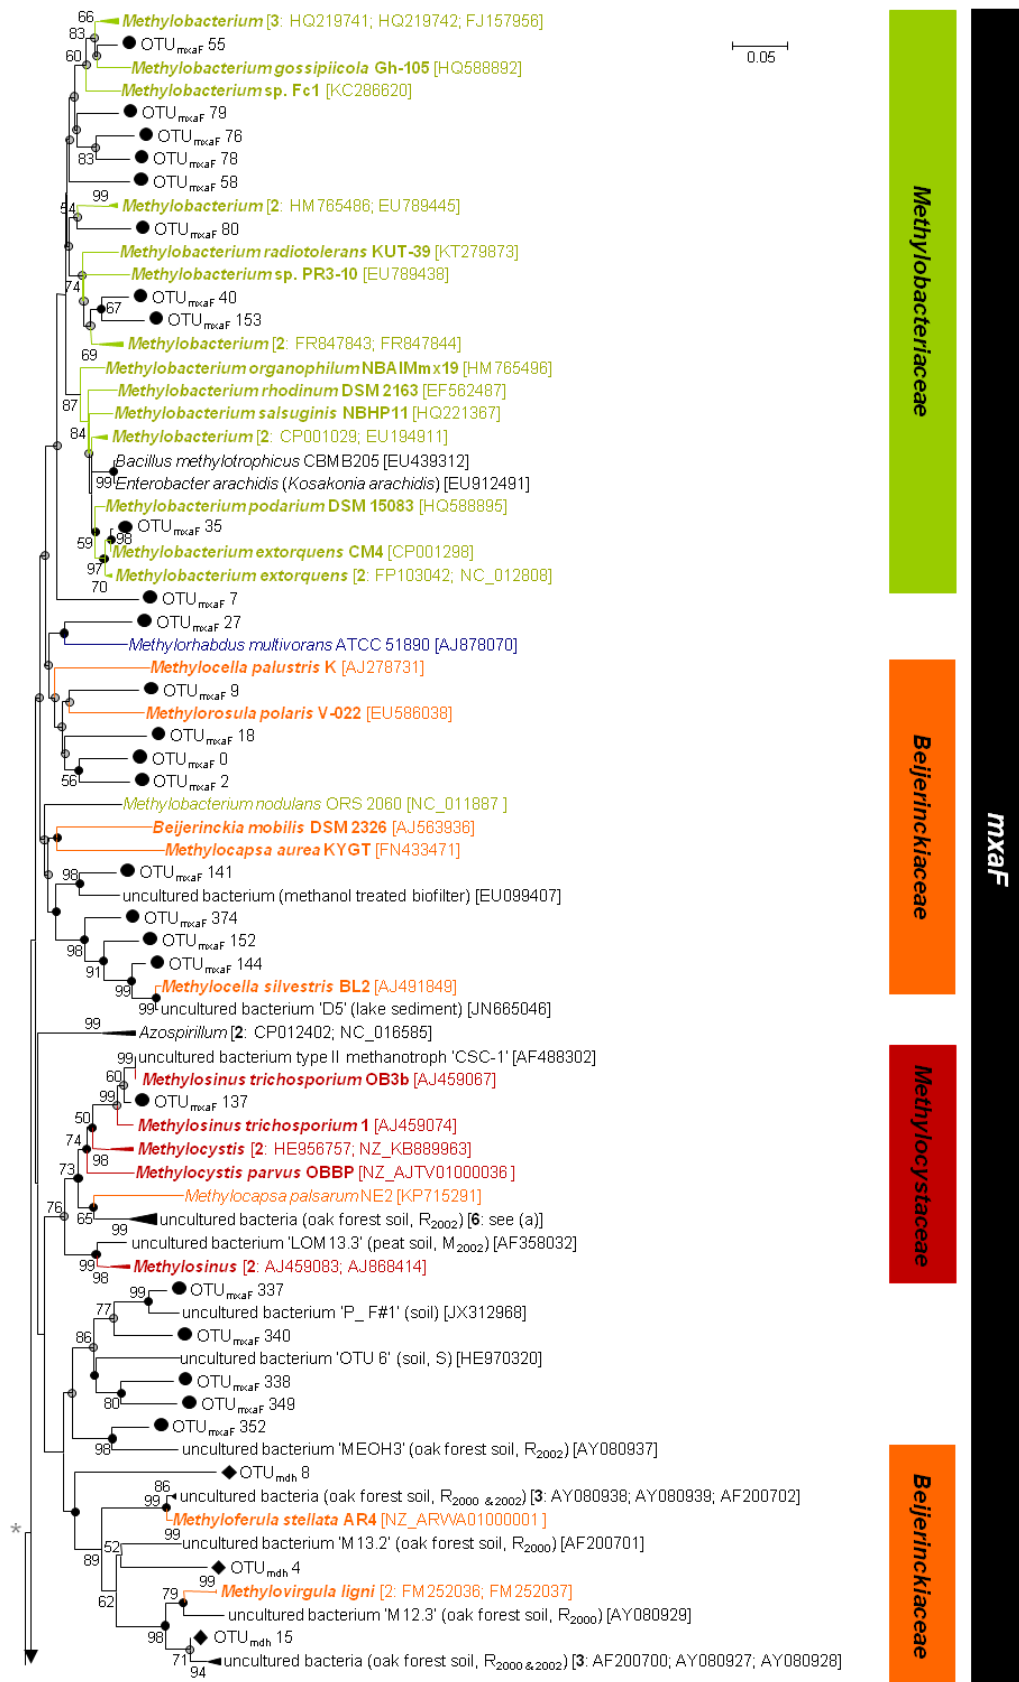 66
Methylobacterium [3: HQ219741; HQ219742; FJ157956]
83
OTUmxaF 55
0.05
60
Methylobacterium gossipiicola Gh-105 [HQ588892]
Methylobacterium sp. Fc1 [KC286620]
OTUmxaF 79
OTUmxaF 76
83
OTUmxaF 78
OTUmxaF 58
99
54
Methylobacterium [2: HM765486; EU789445]
OTUmxaF 80
Methylobacterium radiotolerans KUT-39 [KT279873]
Methylobacterium sp. PR3-10 [EU789438]
74
OTUmxaF 40
67
OTUmxaF 153
Methylobacterium [2: FR847843; FR847844]
69
Methylobacterium organophilum NBAIMmx19 [HM765496]
Methylobacterium rhodinum DSM 2163 [EF562487]
87
Methylobacterium salsuginis NBHP11 [HQ221367]
84
Methylobacterium [2: CP001029; EU194911]
Bacillus methylotrophicus CBMB205 [EU439312]
99
Enterobacter arachidis (Kosakonia arachidis) [EU912491]
Methylobacterium podarium DSM 15083 [HQ588895]
OTUmxaF 35
98
59
Methylobacterium extorquens CM4 [CP001298]
97
Methylobacterium extorquens [2: FP103042; NC_012808]
70
Methylobacteriaceae
OTUmxaF 7
OTUmxaF 27
Methylorhabdus multivorans ATCC 51890 [AJ878070]
Methylocella palustris K [AJ278731]
OTUmxaF 9
Methylorosula polaris V-022 [EU586038]
OTUmxaF 18
OTUmxaF 0
56
OTUmxaF 2
Methylobacterium nodulans ORS 2060 [NC_011887 ]
Beijerinckia mobilis DSM 2326 [AJ563936]
Methylocapsa aurea KYGT [FN433471]
mxaF
98
OTUmxaF 141
uncultured bacterium (methanol treated biofilter) [EU099407]
OTUmxaF 374
98
OTUmxaF 152
91
OTUmxaF 144
99
Methylocella silvestris BL2 [AJ491849]
99
uncultured bacterium 'D5' (lake sediment) [JN665046]
Beijerinckiaceae
99
Azospirillum [2: CP012402; NC_016585]
99
uncultured bacterium type II methanotroph 'CSC-1' [AF488302]
60
Methylosinus trichosporium OB3b [AJ459067]
99
OTUmxaF 137
50
Methylosinus trichosporium 1 [AJ459074]
74
Methylocystis [2: HE956757; NZ_KB889963]
98
73
Methylocystis parvus OBBP [NZ_AJTV01000036 ]
Methylocapsa palsarum NE2 [KP715291]
76
65
uncultured bacteria (oak forest soil, R2002) [6: see (a)]
99
uncultured bacterium 'LOM13.3' (peat soil, M2002) [AF358032]
99
Methylosinus [2: AJ459083; AJ868414]
98
Methylocystaceae
99
OTUmxaF 337
77
uncultured bacterium 'P_ F#1' (soil) [JX312968]
86
OTUmxaF 340
uncultured bacterium 'OTU 6' (soil, S) [HE970320]
OTUmxaF 338
80
OTUmxaF 349
OTUmxaF 352
98
uncultured bacterium 'MEOH3' (oak forest soil, R2002) [AY080937]
OTUmdh 8
86
99
uncultured bacteria (oak forest soil, R2000 &2002) [3: AY080938; AY080939; AF200702]
Methyloferula stellata AR4 [NZ_ARWA01000001 ]
*
99
52
uncultured bacterium 'M13.2' (oak forest soil, R2000) [AF200701]
89
OTUmdh 4
99
79
Methylovirgula ligni [2: FM252036; FM252037]
62
uncultured bacterium 'M12.3' (oak forest soil, R2000) [AY080929]
98
OTUmdh 15
71
uncultured bacteria (oak forest soil, R2000 &2002) [3: AF200700; AY080927; AY080928]
94
Beijerinckiaceae